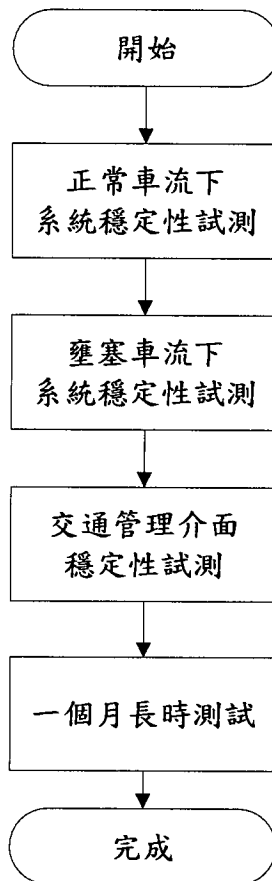 開始
正常車流下
系統穩定性試測
壅塞車流下
系統穩定性試測
交通管理介面
穩定性試測
一個月長時測試
完成